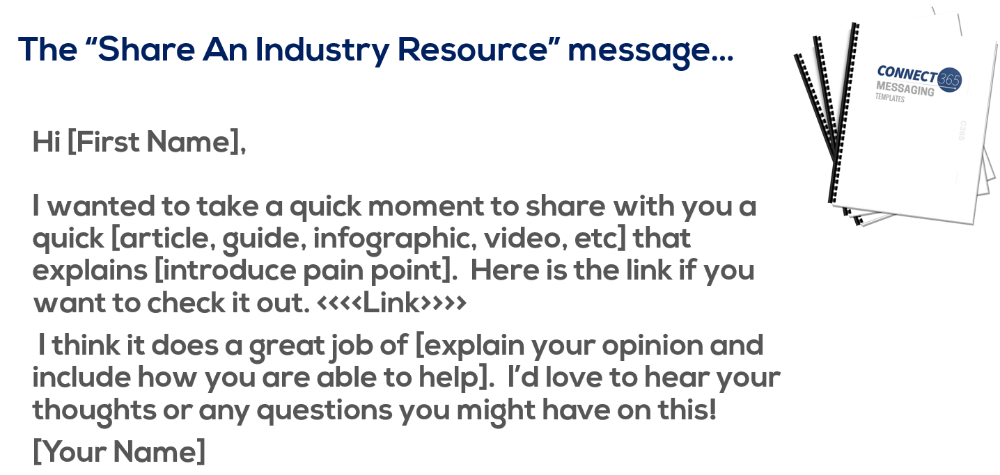 The “Share An Industry Resource” message...
CONNECT365
MESSAGING
TEMPLATES
C365
Hi [First Name],
I wanted to take a quick moment to share with you a
quick [article, guide, infographic, video, etc] that
explains [introduce pain point].  Here is the link if you
want to check it out. <<<<Link>>>>
I think it does a great job of [explain your opinion and
include how you are able to help].  I’d love to hear your
thoughts or any questions you might have on this!
[Your Name]